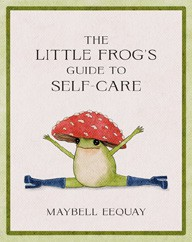 THE
LITTLE FROG'S
GUIDE TO
SELF-CARE
MAYBELL EEQUAY